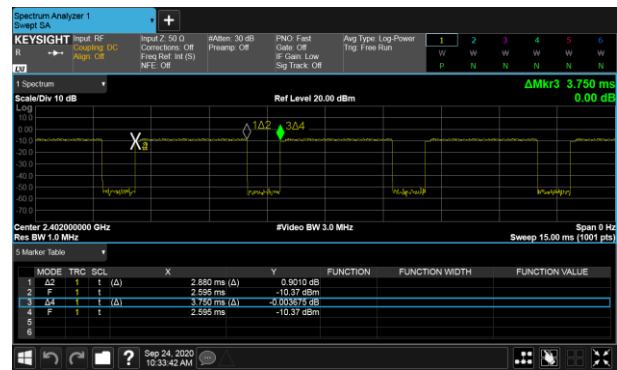 Spectrum Analyzer 1
Swept SA
+
KEYSIGHT Input: RF Input Z: 50 Ω #Atten: 30 dB PNO: Fast Avg Type: Log-Power 1 2 3 4 5 6
R Coupling: DC Corrections: Off Preamp: Off Gate: Off Trig: Free Run W W W W W W
Align: Off Freq Ref: Int (S) IF Gain: Low
LXI NFE: Off Sig Track: Off P N N N N N
1 Spectrum ΔMkr3 3.750 ms
Scale/Div 10 dB Ref Level 20.00 dBm 0.00 dB
Log
10.0
0.00 1Δ2 3Δ4
-10.0
-20.0
-30.0
-40.0
-50.0
-60.0
-70.0
Center 2.402000000 GHz #Video BW 3.0 MHz Span 0 Hz
Res BW 1.0 MHz Sweep 15.00 ms (1001 pts)
5 Marker Table
MODE TRC SCL X Y FUNCTION FUNCTION WIDTH FUNCTION VALUE
1 Δ2 1 t (Δ) 2.880 ms (Δ) 0.9010 dB
2 F 1 t 2.595 ms -10.37 dBm
3 Δ4 1 t (Δ) 3.750 ms (Δ) -0.003675 dB
4 F 1 t 2.595 ms -10.37 dBm
5
6
? Sep 24, 2020
10:33:42 AM